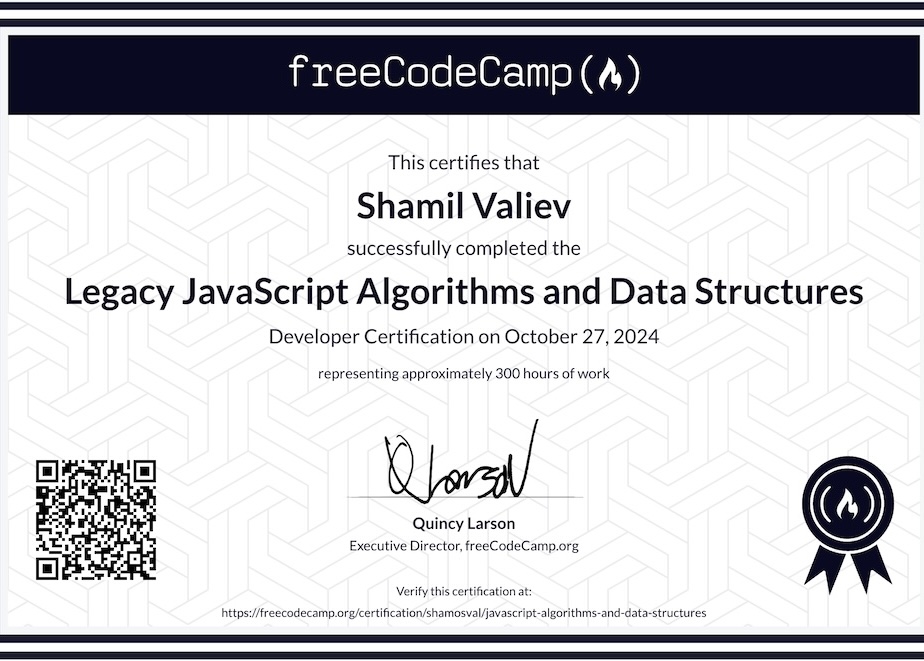 freeCodeCamp(🔥)
This certifies that
Shamil Valiev
successfully completed the
Legacy JavaScript Algorithms and Data Structures
Developer Certification on October 27, 2024
representing approximately 300 hours of work
QLarson
Quincy Larson
Executive Director, freeCodeCamp.org
Verify this certification at:
https://freecodecamp.org/certification/shamosval/javascript-algorithms-and-data-structures